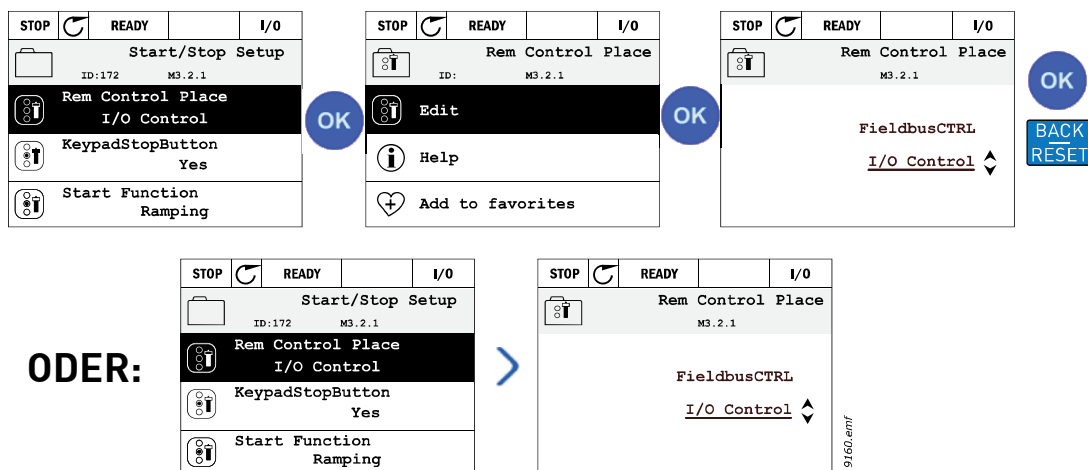 STOP READY I/O
Start/Stop Setup
ID:172 M3.2.1
Rem Control Place
I/O Control
KeypadStopButton
Yes
Start Function
Ramping
OK
STOP READY I/O
Rem Control Place
ID: M3.2.1
Edit
Help
Add to favorites
OK
STOP READY I/O
Rem Control Place
M3.2.1
FieldbusCTRL
I/O Control
OK
BACK
RESET
ODER:
STOP READY I/O
Start/Stop Setup
ID:172 M3.2.1
Rem Control Place
I/O Control
KeypadStopButton
Yes
Start Function
Ramping
STOP READY I/O
Rem Control Place
M3.2.1
FieldbusCTRL
I/O Control
9160.emf